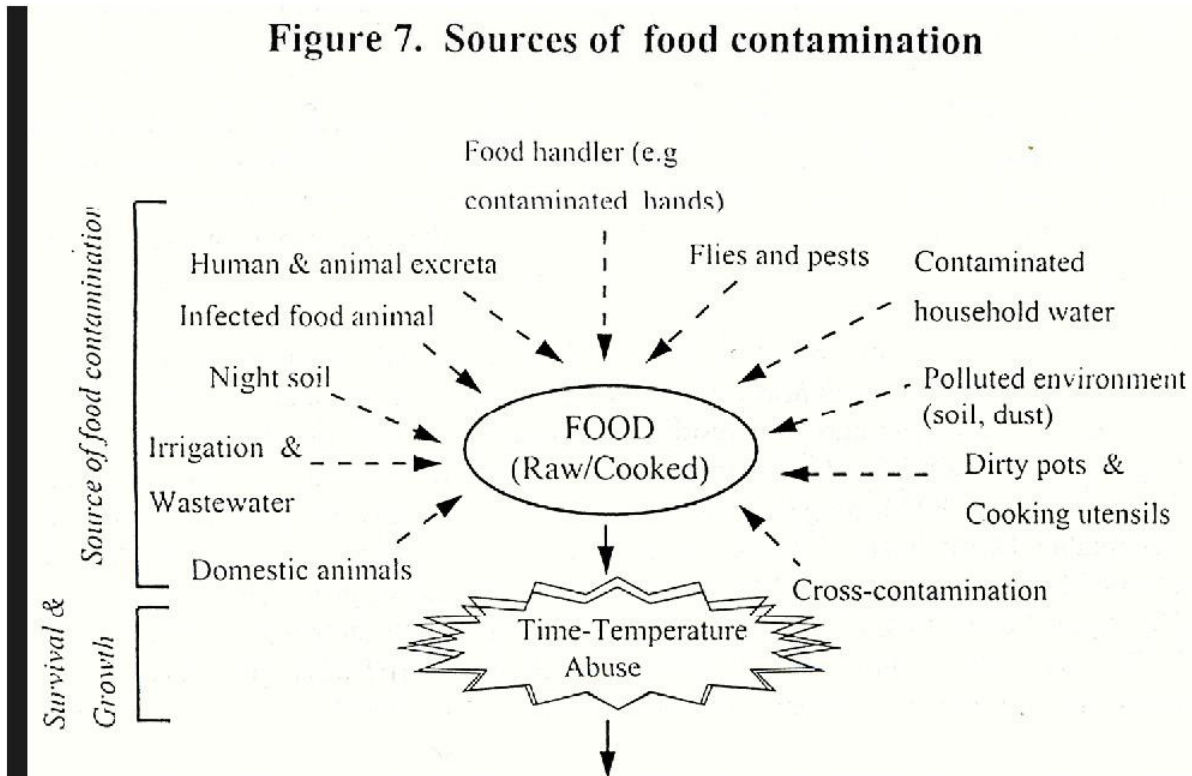 Figure 7. Sources of food contamination
Food handler (e.g
contaminated hands)
Human & animal excreta
Flies and pests
Contaminated
household water
Infected food animal
Night soil
Polluted environment
(soil, dust)
Irrigation &
Wastewater
FOOD
(Raw/Cooked)
Dirty pots &
Cooking utensils
Domestic animals
Cross-contamination
Source of food contamination
Time-Temperature
Abuse
Survival &
Growth